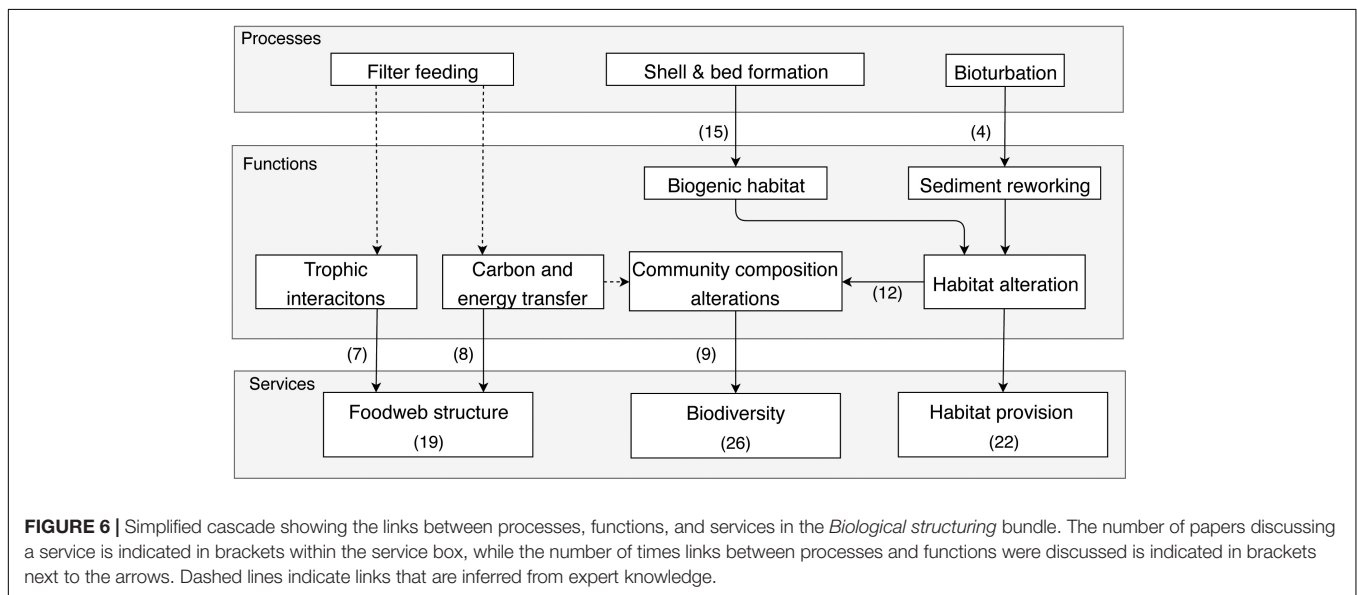 Processes
Filter feeding
Shell & bed formation
Bioturbation
(15)
(4)
Functions
Biogenic habitat
Sediment reworking
Trophic
interacitons
Carbon and
energy transfer
Community composition
alterations
(12)
Habitat alteration
(7)
(8)
(9)
Services
Foodweb structure
(19)
Biodiversity
(26)
Habitat provision
(22)
FIGURE 6 | Simplified cascade showing the links between processes, functions, and services in the Biological structuring bundle. The number of papers discussing
a service is indicated in brackets within the service box, while the number of times links between processes and functions were discussed is indicated in brackets
next to the arrows. Dashed lines indicate links that are inferred from expert knowledge.